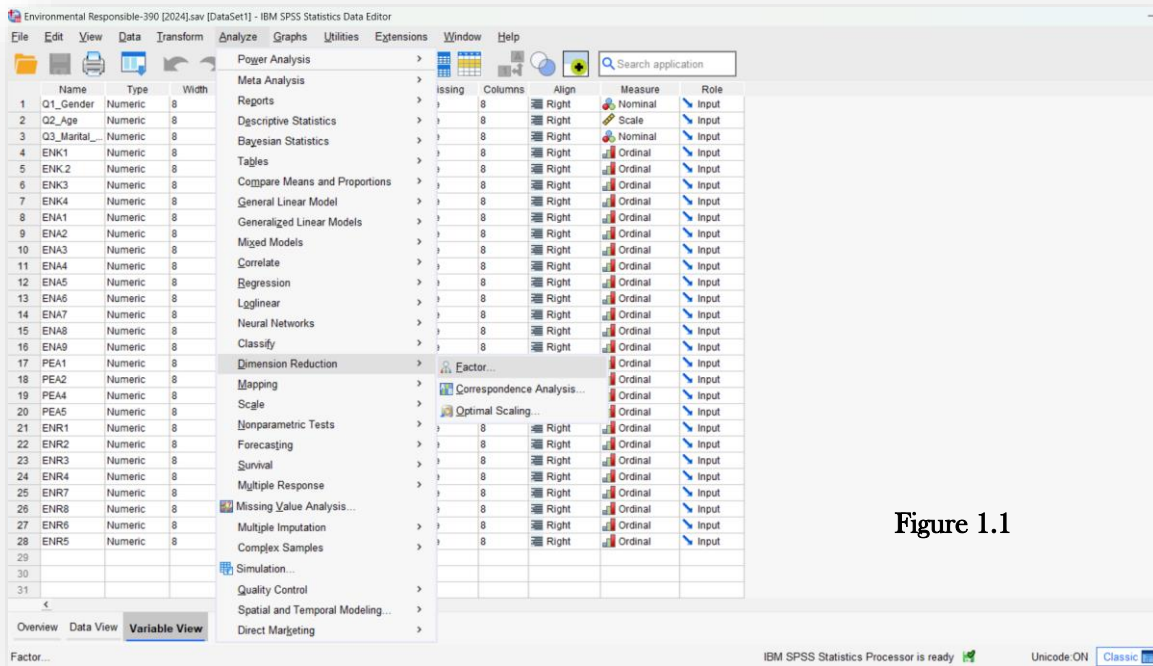 Environmental Responsible-390 [2024].sav [DataSet1] - IBM SPSS Statistics Data Editor
File Edit View Data Transform Analyze Graphs Utilities Extensions Window Help
Search application
Name Type Width issing Columns Align Measure Role
1 Q1_Gender Numeric 8 8 Right Nominal Input
2 Q2_Age Numeric 8 8 Right Scale Input
3 Q3_Marital_... Numeric 8 8 Right Nominal Input
4 ENK1 Numeric 8 8 Right Ordinal Input
5 ENK.2 Numeric 8 8 Right Ordinal Input
6 ENK3 Numeric 8 8 Right Ordinal Input
7 ENK4 Numeric 8 8 Right Ordinal Input
8 ENA1 Numeric 8 8 Right Ordinal Input
9 ENA2 Numeric 8 8 Right Ordinal Input
10 ENA3 Numeric 8 8 Right Ordinal Input
11 ENA4 Numeric 8 8 Right Ordinal Input
12 ENA5 Numeric 8 8 Right Ordinal Input
13 ENA6 Numeric 8 8 Right Ordinal Input
14 ENA7 Numeric 8 8 Right Ordinal Input
15 ENA8 Numeric 8 8 Right Ordinal Input
16 ENA9 Numeric 8 8 Right Ordinal Input
17 PEA1 Numeric 8 Ordinal Input
18 PEA2 Numeric 8 Ordinal Input
19 PEA4 Numeric 8 Ordinal Input
20 PEA5 Numeric 8 Ordinal Input
21 ENR1 Numeric 8 8 Right Ordinal Input
22 ENR2 Numeric 8 8 Right Ordinal Input
23 ENR3 Numeric 8 8 Right Ordinal Input
24 ENR4 Numeric 8 8 Right Ordinal Input
25 ENR7 Numeric 8 8 Right Ordinal Input
26 ENR8 Numeric 8 8 Right Ordinal Input
27 ENR6 Numeric 8 8 Right Ordinal Input
28 ENR5 Numeric 8 8 Right Ordinal Input
29
30
31
Power Analysis
Meta Analysis
Reports
Descriptive Statistics
Bayesian Statistics
Tables
Compare Means and Proportions
General Linear Model
Generalized Linear Models
Mixed Models
Correlate
Regression
Loglinear
Neural Networks
Classify
Dimension Reduction
Mapping
Scale
Nonparametric Tests
Forecasting
Survival
Multiple Response
Missing Value Analysis...
Multiple Imputation
Complex Samples
Simulation...
Quality Control
Spatial and Temporal Modeling...
Direct Marketing
Factor...
Correspondence Analysis...
Optimal Scaling...
Figure 1.1
Overview Data View Variable View
Factor... IBM SPSS Statistics Processor is ready Unicode:ON Classic